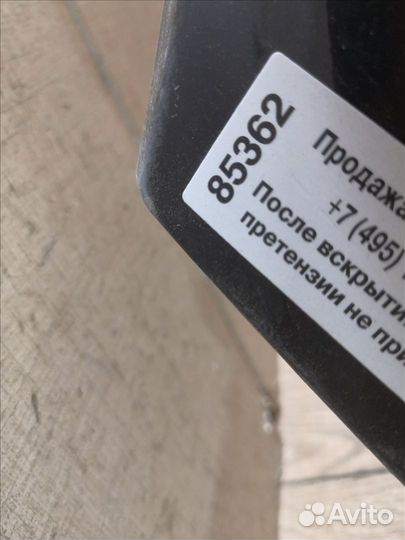 85362
Продажа
+7 (495)
После вскрыти
претензии не при
Avito